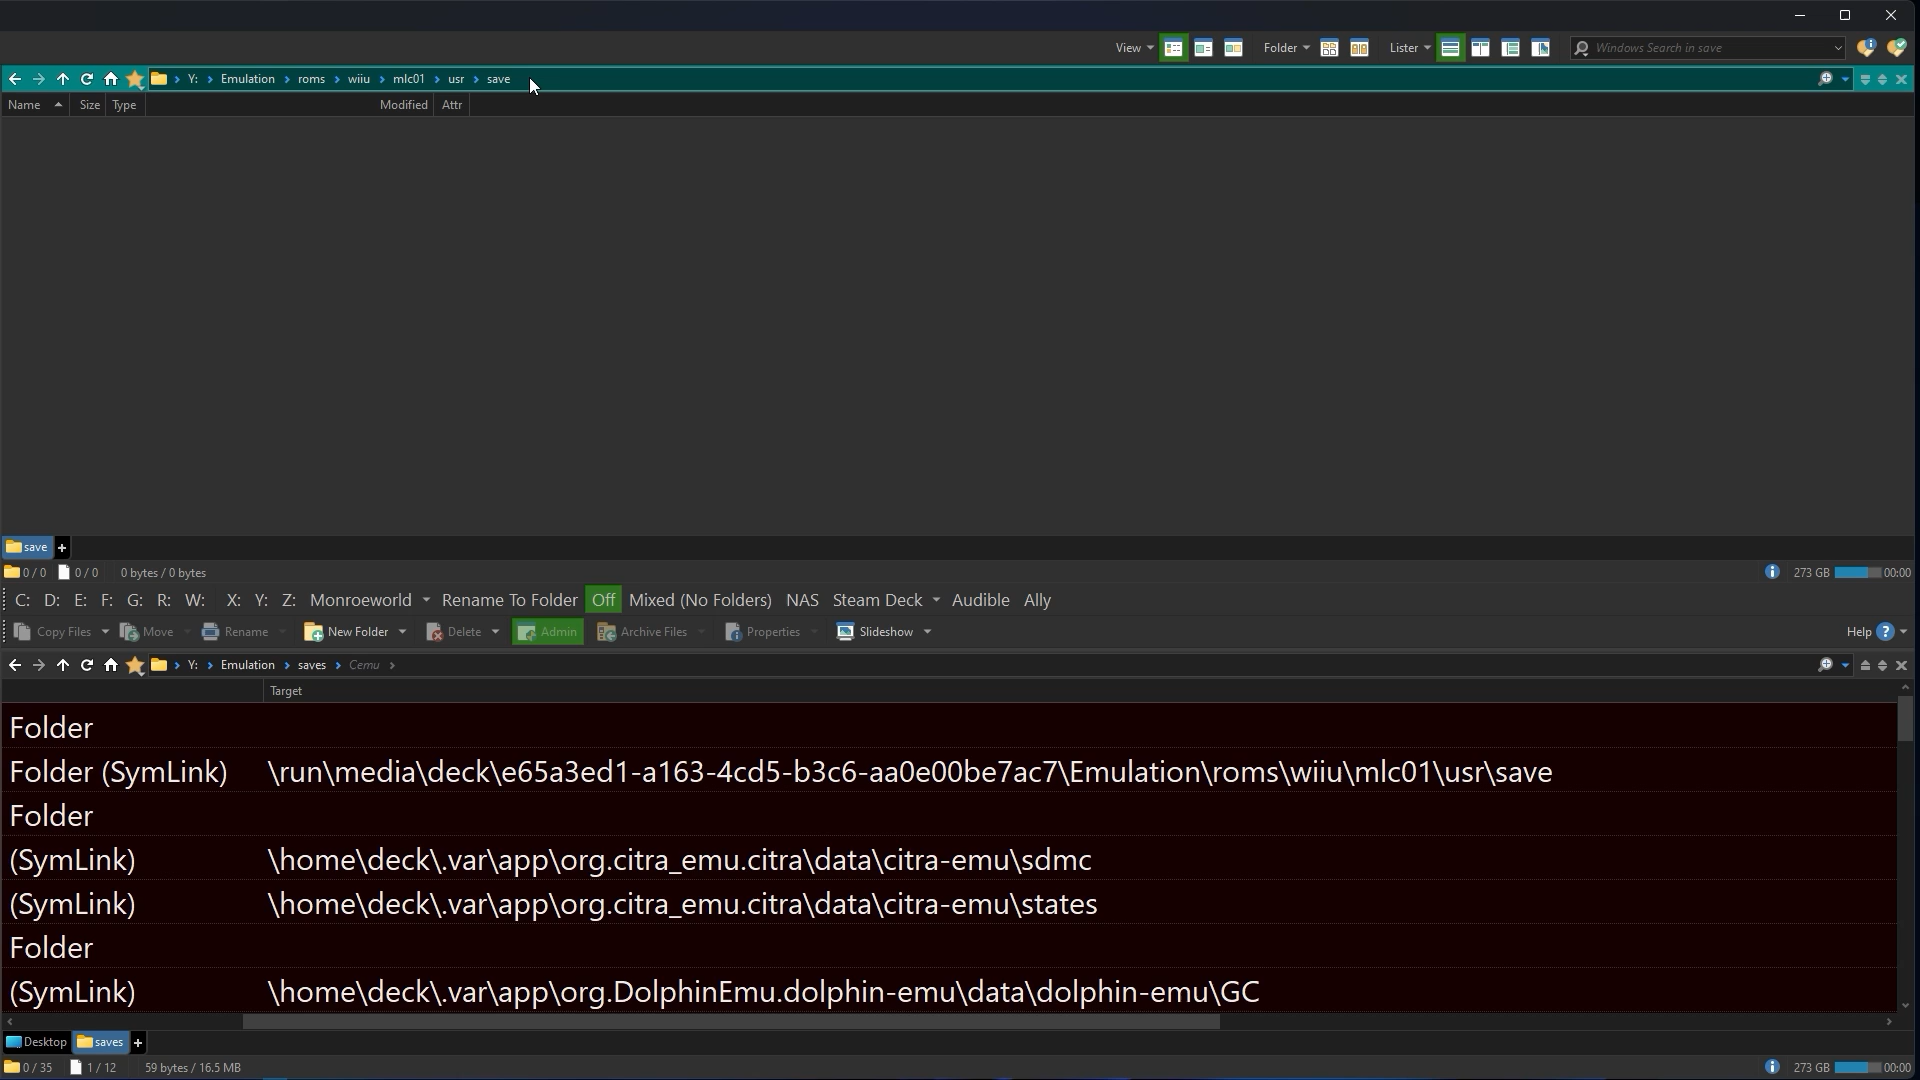 View Folder Lister Windows Search in save
Y: Emulation roms wiiu mlc01 usr save
Name Size Type Modified Attr
save +
0 / 0 0 / 0 0 bytes / 0 bytes 273 GB 00:00
C: D: E: F: G: R: W: X: Y: Z: Monroeworld Rename To Folder Off Mixed (No Folders) NAS Steam Deck Audible Ally
Copy Files Move Rename New Folder Delete Admin Archive Files Properties Slideshow Help ?
Y: Emulation saves Cemu
Target
Folder
Folder (SymLink) \run\media\deck\e65a3ed1-a163-4cd5-b3c6-aa0e00be7ac7\Emulation\roms\wiiu\mlc01\usr\save
Folder
(SymLink) \home\deck\.var\app\org.citra_emu.citra\data\citra-emu\sdmc
(SymLink) \home\deck\.var\app\org.citra_emu.citra\data\citra-emu\states
Folder
(SymLink) \home\deck\.var\app\org.DolphinEmu.dolphin-emu\data\dolphin-emu\GC
Desktop saves +
0 / 35 1 / 12 59 bytes / 16.5 MB 273 GB 00:00